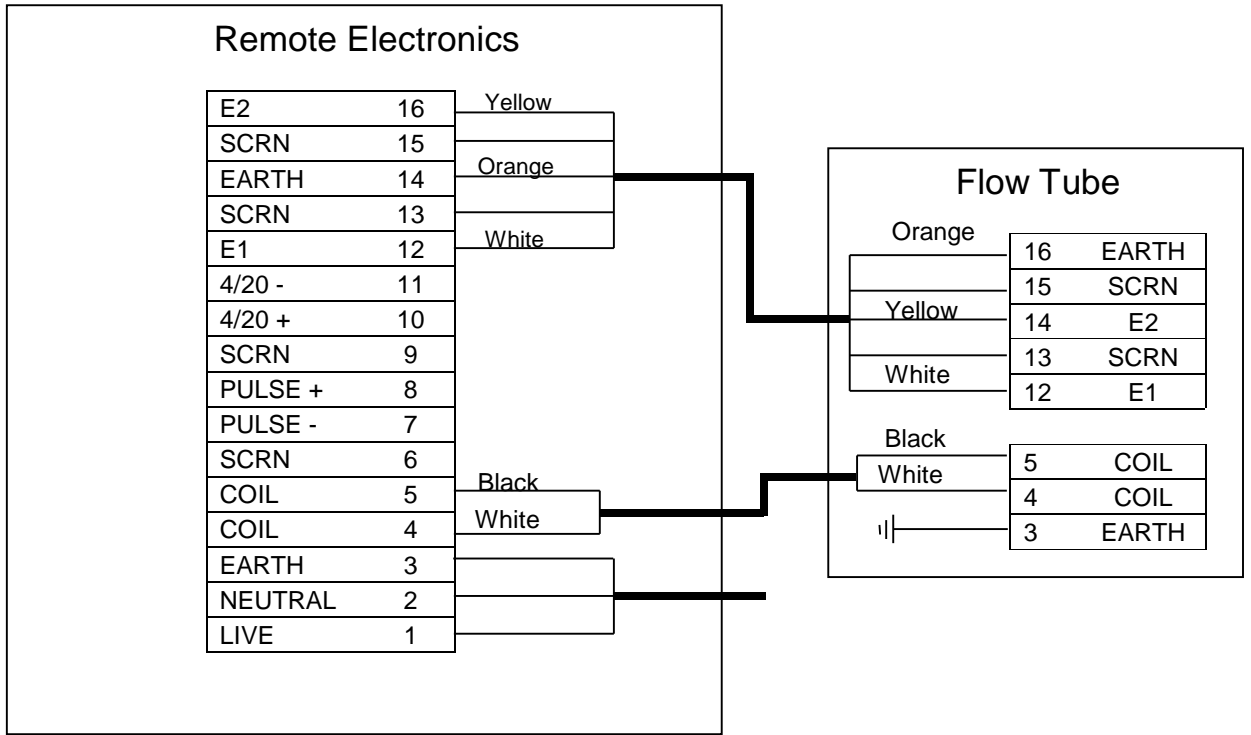 Remote Electronics
E2 16 Yellow
SCRN 15
EARTH 14 Orange
SCRN 13
E1 12 White
4/20 - 11
4/20 + 10
SCRN 9
PULSE + 8
PULSE - 7
SCRN 6
COIL 5 Black
COIL 4 White
EARTH 3
NEUTRAL 2
LIVE 1
Flow Tube
Orange 16 EARTH
15 SCRN
Yellow 14 E2
13 SCRN
White 12 E1
Black 5 COIL
White 4 COIL
3 EARTH